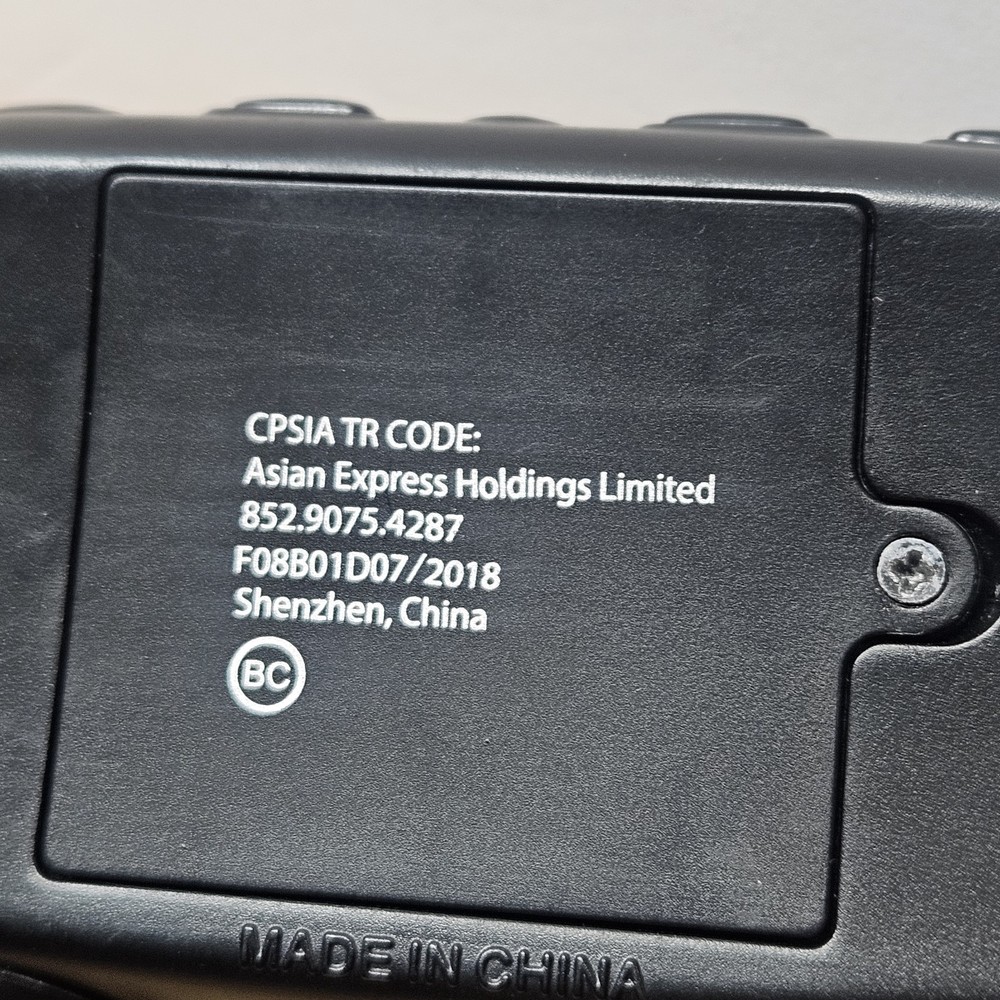 CPSIA TR CODE:
Asian Express Holdings Limited
852.9075.4287
F08B01D07/2018
Shenzhen, China
BC
MADE IN CHINA